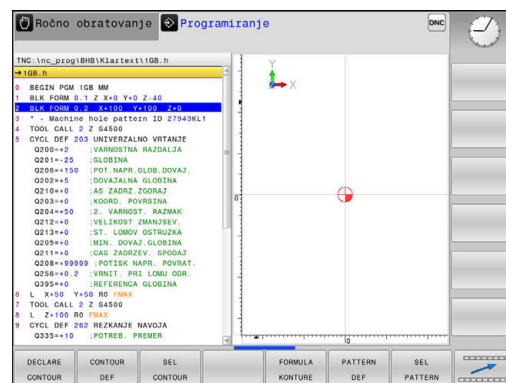 Ročno obratovanje
Programiranje
DNC
TNC:\nc_prog\BHB\Klartext\1GB.h
→1GB.h
0 BEGIN PGM 1GB MM
1 BLK FORM 0.1 Z X+0 Y+0 Z-40
2 BLK FORM 0.2 X+100 Y+100 Z+0
3 * - Machine hole pattern ID 27943KL1
4 TOOL CALL 2 Z S4500
5 CYCL DEF 203 UNIVERZALNO VRTANJE
Q200=+2 ;VARNOSTNA RAZDALJA
Q201=-25 ;GLOBINA
Q206=+150 ;POT.NAPR.GLOB.DOVAJ.
Q202=+5 ;DOVAJALNA GLOBINA
Q210=+0 ;AS ZADRZ.ZGORAJ
Q203=+0 ;KOORD. POVRSINA
Q204=+50 ;2. VARNOST. RAZMAK
Q212=+0 ;VELIKOST ZMANJSEV.
Q213=+0 ;ST. LOMOV OSTRUZKA
Q205=+0 ;MIN. DOVAJ.GLOBINA
Q211=+0 ;CAS ZADRZEV. SPODAJ
Q208=+99999 ;POTISK NAPR. POVRAT.
Q256=+0.2 ;VRNIT. PRI LOMU ODR.
Q395=+0 ;REFERENCA GLOBINA
6 L X+50 Y+50 R0 FMAX
7 TOOL CALL 2 Z S4500
8 L Z+100 R0 FMAX
9 CYCL DEF 262 REZKANJE NAVOJA
Q335=+10 ;POTREB. PREMER
Y
X
0
0
DECLARE CONTOUR
CONTOUR DEF
SEL CONTOUR
FORMULA KONTURE
PATTERN DEF
SEL PATTERN